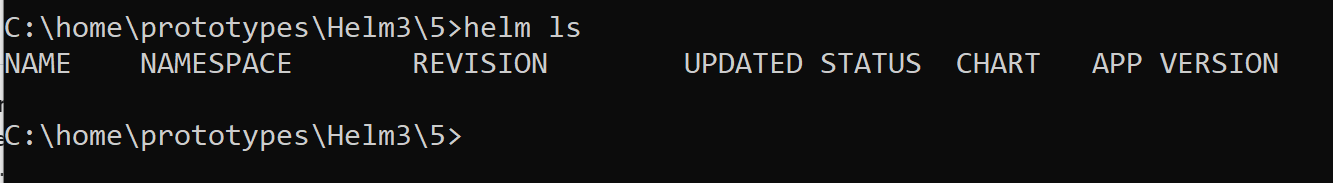 C:\home\prototypes\Helm3\5>helm ls
NAME    NAMESPACE       REVISION        UPDATED STATUS  CHART   APP VERSION
C:\home\prototypes\Helm3\5>